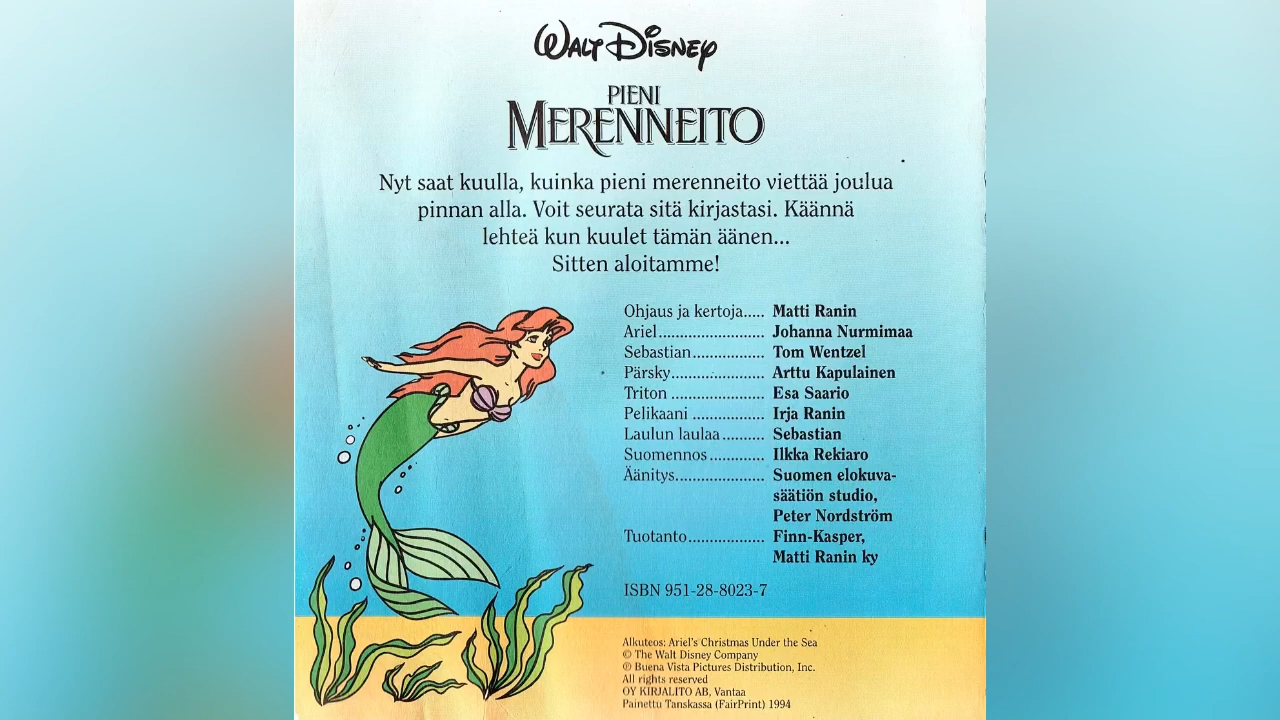 WALT DISNEY
PIENI
MERENNEITO
Nyt saat kuulla, kuinka pieni merenneito viettää joulua
pinnan alla. Voit seurata sitä kirjastasi. Käännä
lehteä kun kuulet tämän äänen...
Sitten aloitamme!
Ohjaus ja kertoja..... Matti Ranin
Ariel.......................... Johanna Nurmimaa
Sebastian................. Tom Wentzel
Pärsky...................... Arttu Kapulainen
Triton ...................... Esa Saario
Pelikaani ................. Irja Ranin
Laulun laulaa .......... Sebastian
Suomennos ............. Ilkka Rekiaro
Äänitys..................... Suomen elokuva-
säätiön studio,
Peter Nordström
Tuotanto.................. Finn-Kasper,
Matti Ranin ky
ISBN 951-28-8023-7
Alkuteos: Ariel's Christmas Under the Sea
© The Walt Disney Company
℗ Buena Vista Pictures Distribution, Inc.
All rights reserved
OY KIRJALITO AB, Vantaa
Painettu Tanskassa (FairPrint) 1994